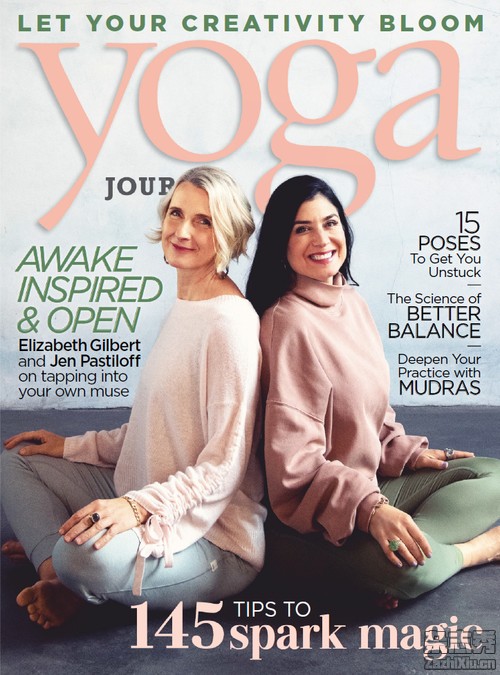 LET YOUR CREATIVITY BLOOM
yoga
JOUR
AWAKE
INSPIRED
& OPEN
Elizabeth Gilbert
and Jen Pastiloff
on tapping into
your own muse
15
POSES
To Get You
Unstuck
The Science of
BETTER
BALANCE
Deepen Your
Practice with
MUDRAS
145 TIPS TO
spark magic
ZazhiXiu.cn